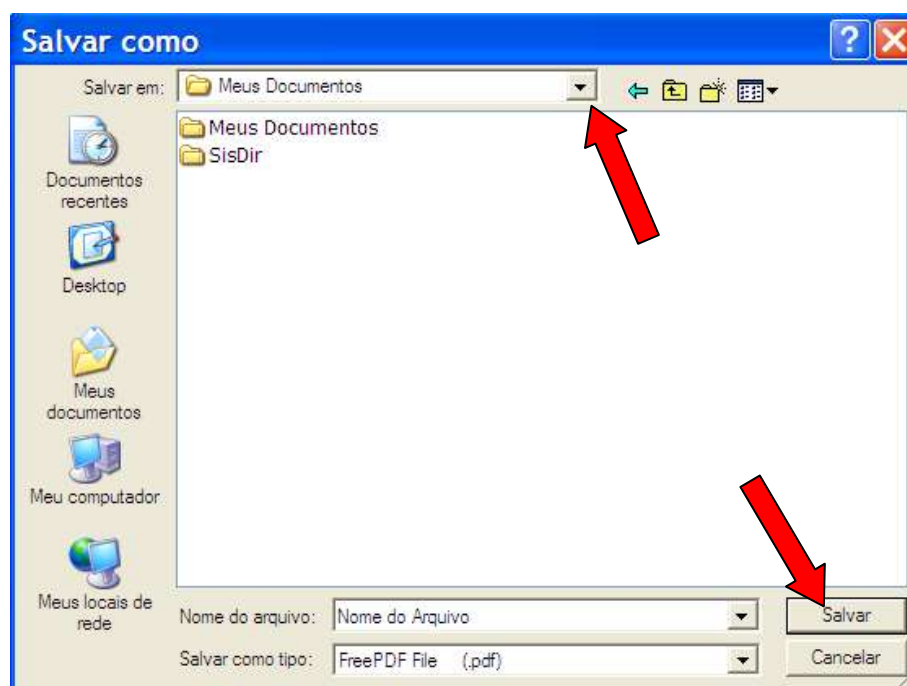 Salvar como
Salvar em: Meus Documentos
Meus Documentos
SisDir
Documentos
recentes
Desktop
Meus
documentos
Meu computador
Meus locais de
rede
Nome do arquivo: Nome do Arquivo Salvar
Salvar como tipo: FreePDF File (.pdf) Cancelar